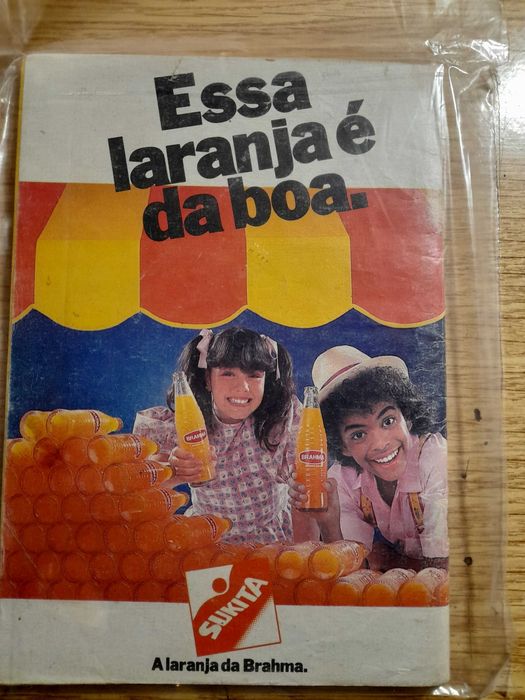 Essa
laranja é
da boa.
BRAHMA
BRAHMA
SUKITA
A laranja da Brahma.